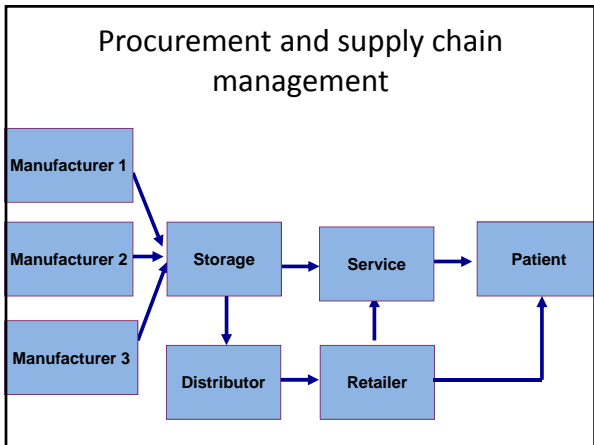 Procurement and supply chain
management
Manufacturer 1
Manufacturer 2
Storage
Service
Patient
Manufacturer 3
Distributor
Retailer